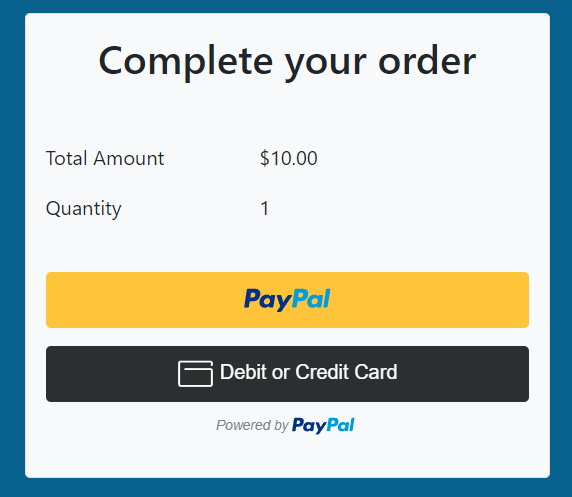 Complete your order
Total Amount $10.00
Quantity 1
PayPal
Debit or Credit Card
Powered by PayPal